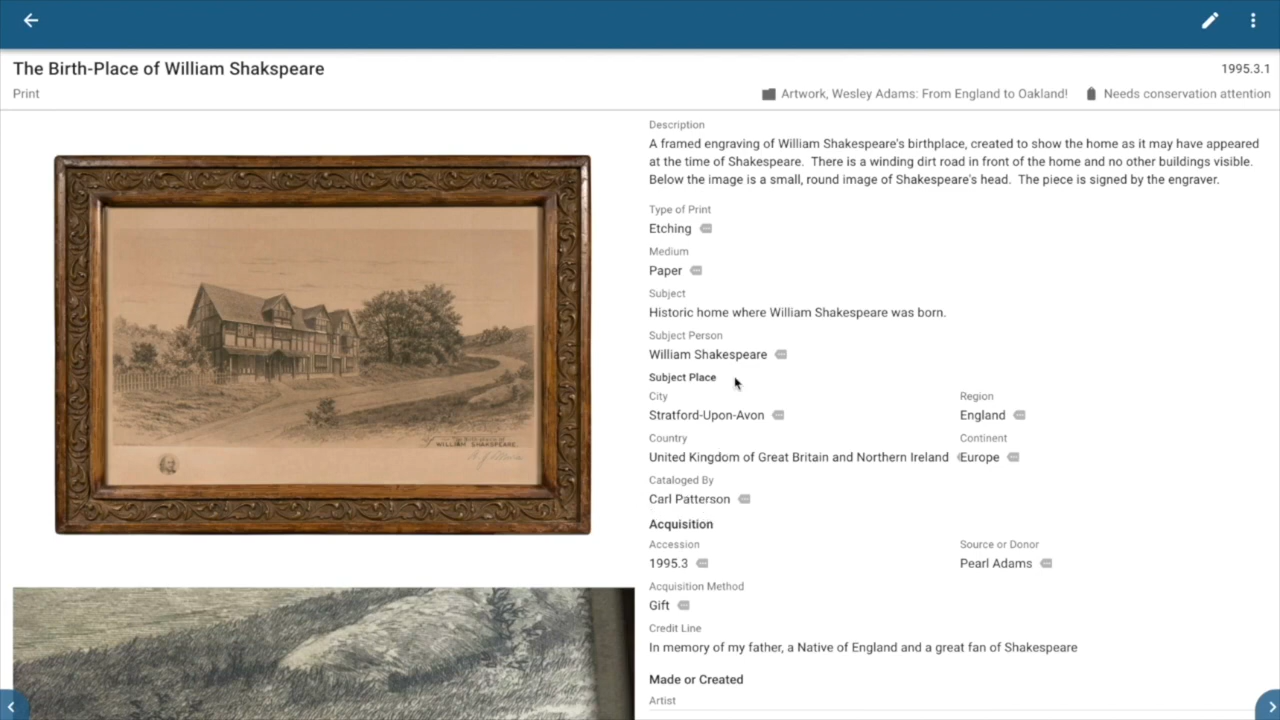 The Birth-Place of William Shakspeare
1995.3.1
Print
Artwork, Wesley Adams: From England to Oakland!
Needs conservation attention
Description
A framed engraving of William Shakespeare's birthplace, created to show the home as it may have appeared
at the time of Shakespeare. There is a winding dirt road in front of the home and no other buildings visible.
Below the image is a small, round image of Shakespeare's head. The piece is signed by the engraver.
Type of Print
Etching
Medium
Paper
Subject
Historic home where William Shakespeare was born.
Subject Person
William Shakespeare
Subject Place
City
Stratford-Upon-Avon
Region
England
Country
United Kingdom of Great Britain and Northern Ireland
Continent
Europe
Cataloged By
Carl Patterson
Acquisition
Accession
1995.3
Source or Donor
Pearl Adams
Acquisition Method
Gift
Credit Line
In memory of my father, a Native of England and a great fan of Shakespeare
Made or Created
Artist
WILLIAM SHAKSPEARE.